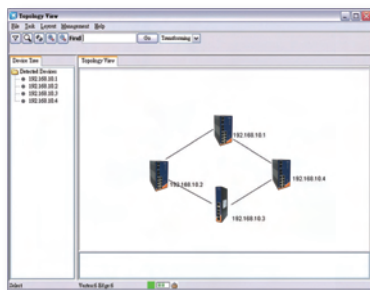 Topology View
File Task Layout Management Help
Find Go Transforming
Device Tree Topology View
Detected Devices
192.168.10.1
192.168.10.2
192.168.10.3
192.168.10.4
192.168.10.1
192.168.10.2
192.168.10.4
192.168.10.3
Select